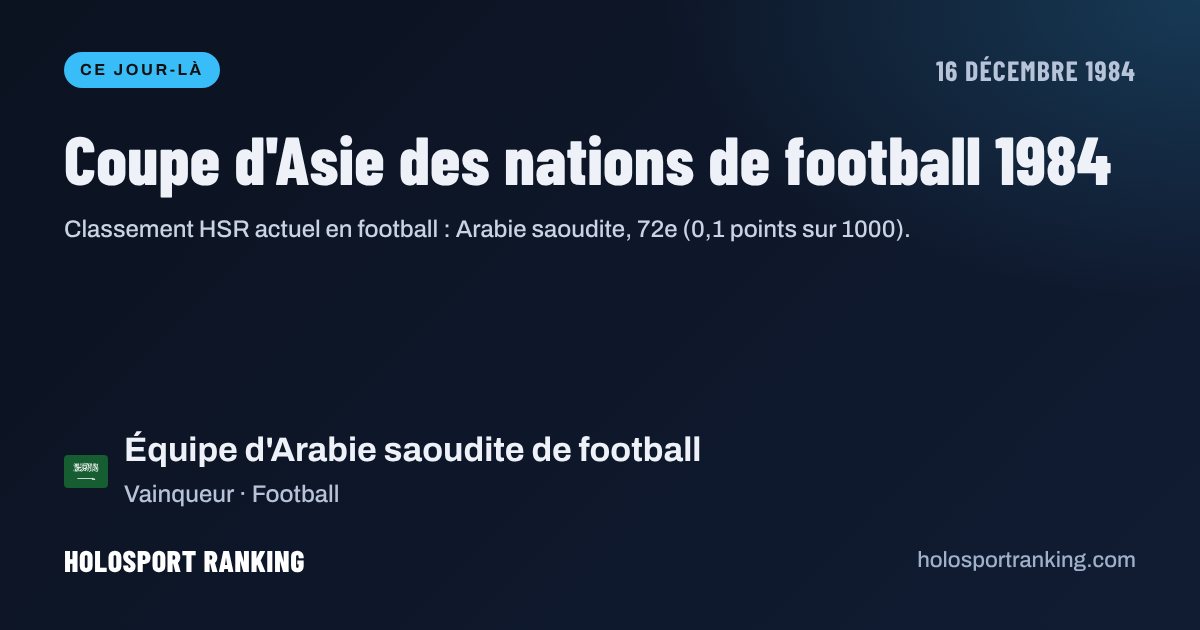 CE JOUR-LÀ
16 DÉCEMBRE 1984
Coupe d'Asie des nations de football 1984
Classement HSR actuel en football : Arabie saoudite, 72e (0,1 points sur 1000).
Équipe d'Arabie saoudite de football
Vainqueur · Football
HOLOSPORT RANKING
holosportranking.com